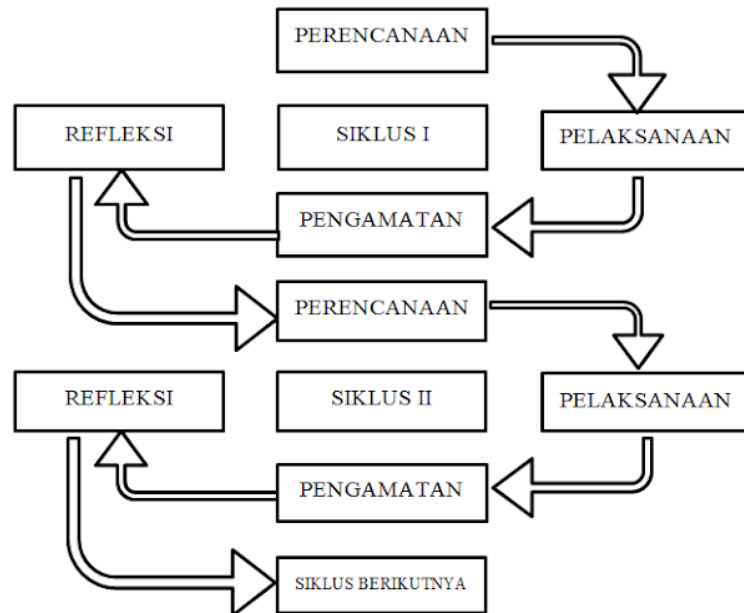 PERENCANAAN
REFLEKSI
SIKLUS I
PELAKSANAAN
PENGAMATAN
PERENCANAAN
REFLEKSI
SIKLUS II
PELAKSANAAN
PENGAMATAN
SIKLUS BERIKUTNYA